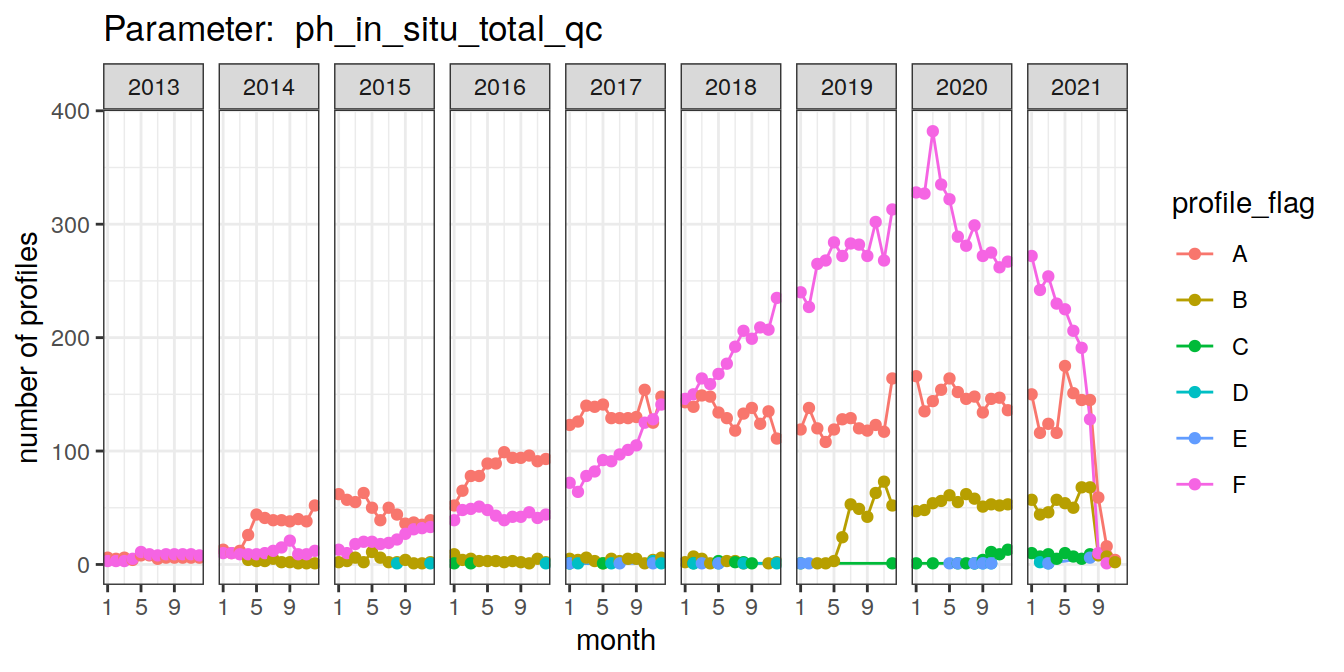 Parameter:  ph_in_situ_total_qc
2013 2014 2015 2016 2017 2018 2019 2020 2021
400
300
200
100
0
number of profiles
1 5 9 1 5 9 1 5 9 1 5 9 1 5 9 1 5 9 1 5 9 1 5 9 1 5 9
month
profile_flag
A
B
C
D
E
F